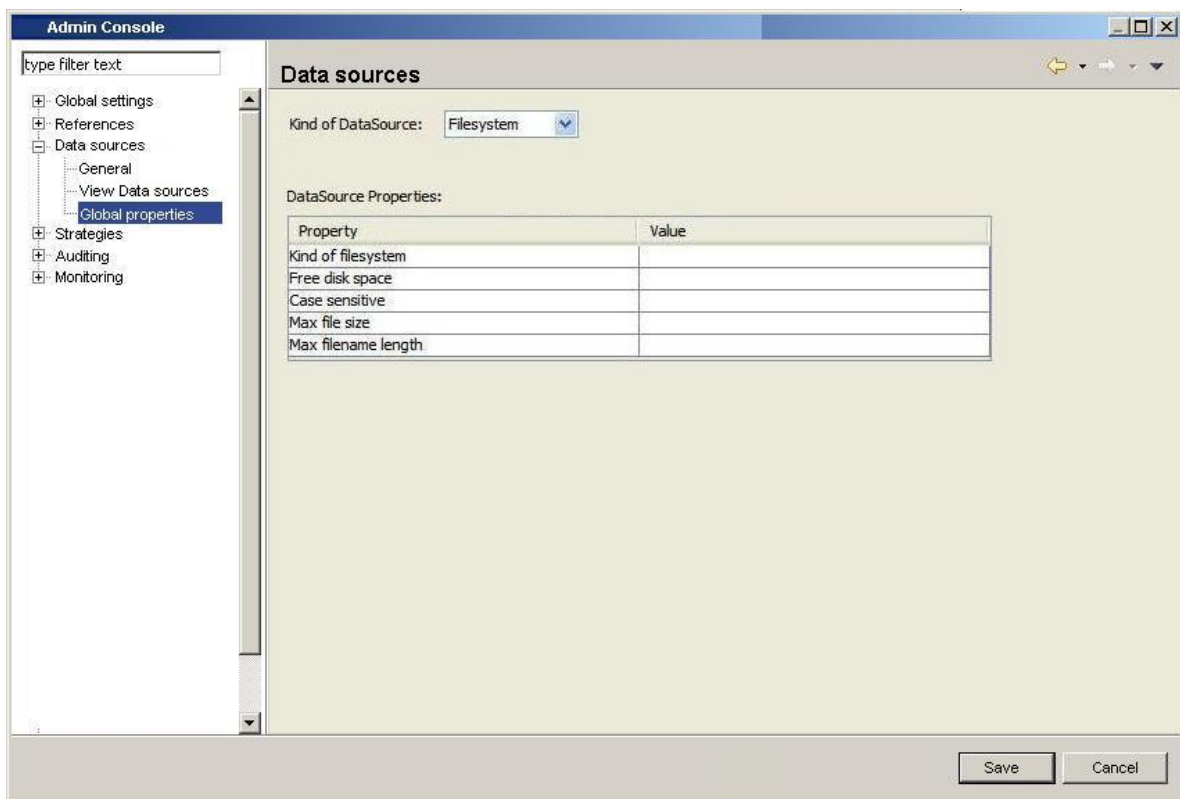 Admin Console
type filter text
Global settings
References
Data sources
General
View Data sources
Global properties
Strategies
Auditing
Monitoring
Data sources
Kind of DataSource: Filesystem
DataSource Properties:
Property Value
Kind of filesystem
Free disk space
Case sensitive
Max file size
Max filename length
Save Cancel